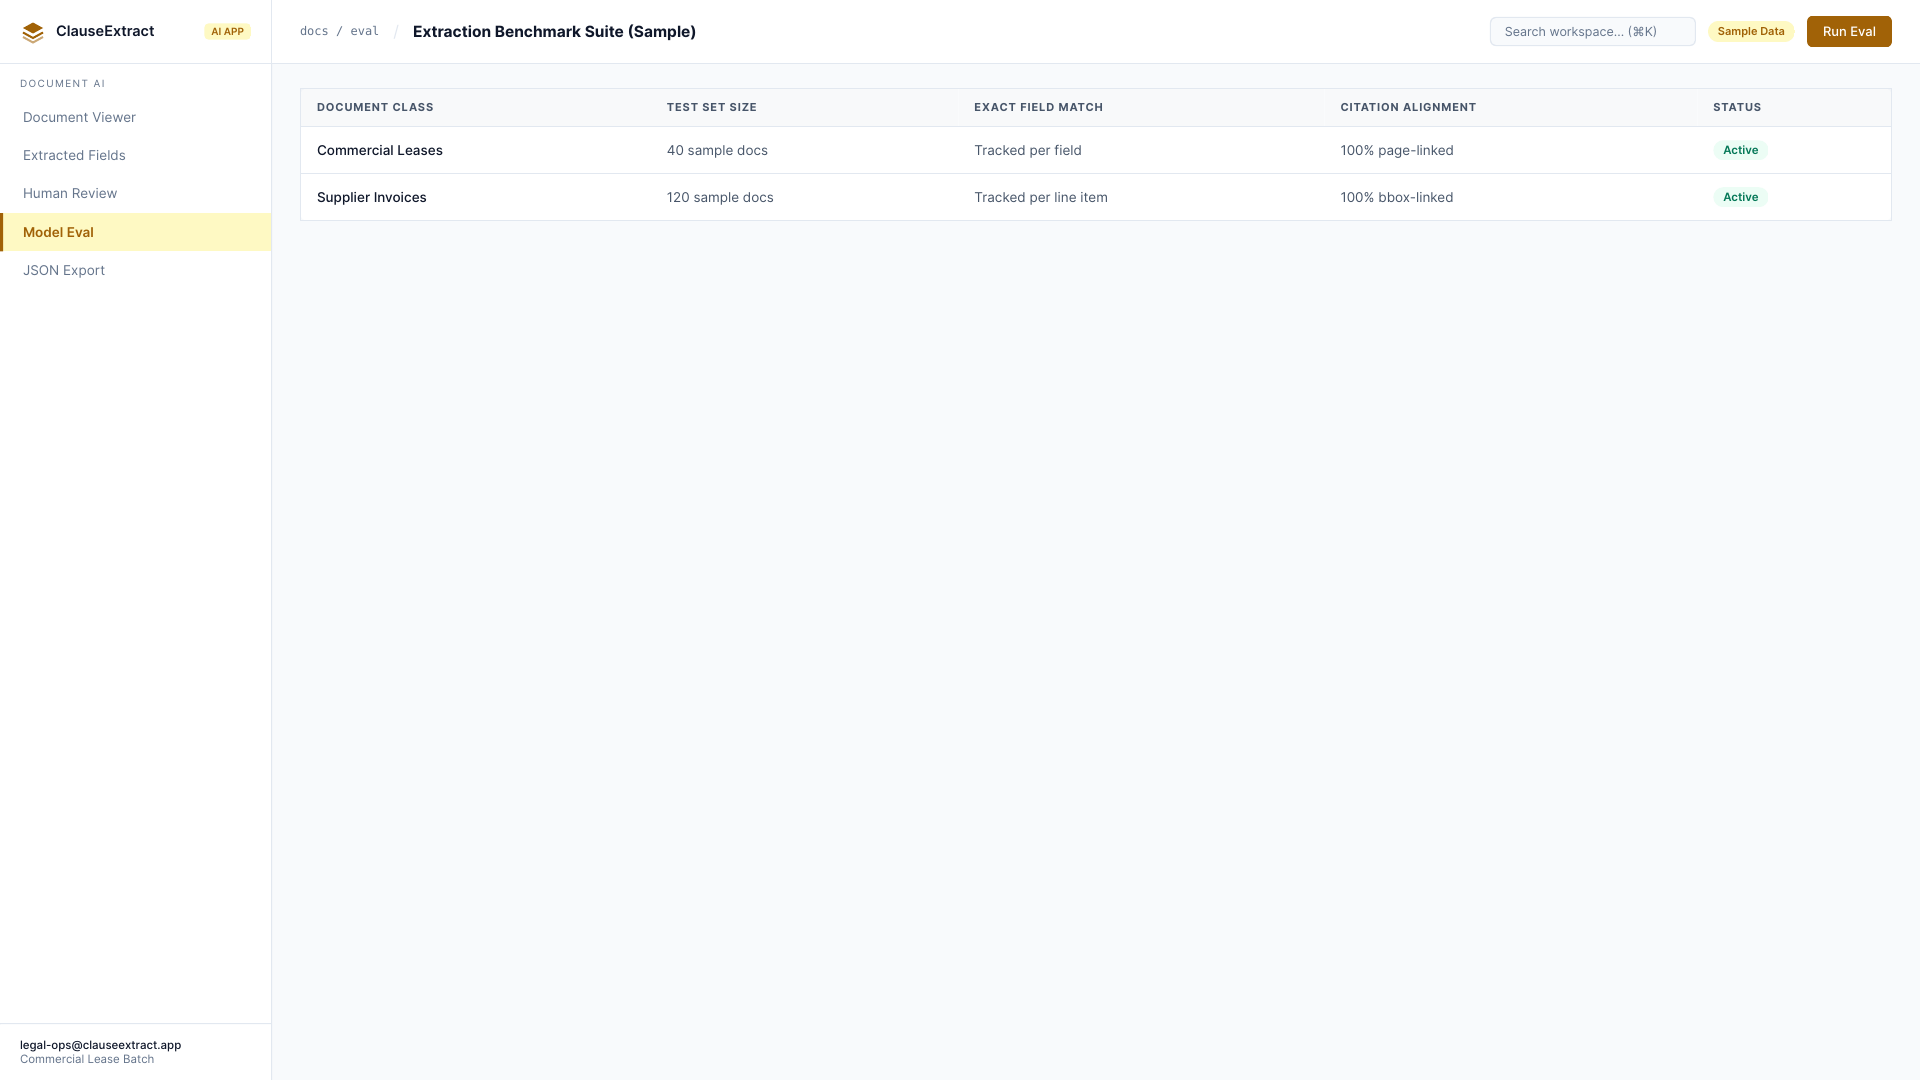 ClauseExtract
AI APP
DOCUMENT AI
Document Viewer
Extracted Fields
Human Review
Model Eval
JSON Export
legal-ops@clauseextract.app
Commercial Lease Batch
docs / eval / Extraction Benchmark Suite (Sample)
Search workspace... (⌘K)
Sample Data
Run Eval
DOCUMENT CLASS TEST SET SIZE EXACT FIELD MATCH CITATION ALIGNMENT STATUS
Commercial Leases 40 sample docs Tracked per field 100% page-linked Active
Supplier Invoices 120 sample docs Tracked per line item 100% bbox-linked Active